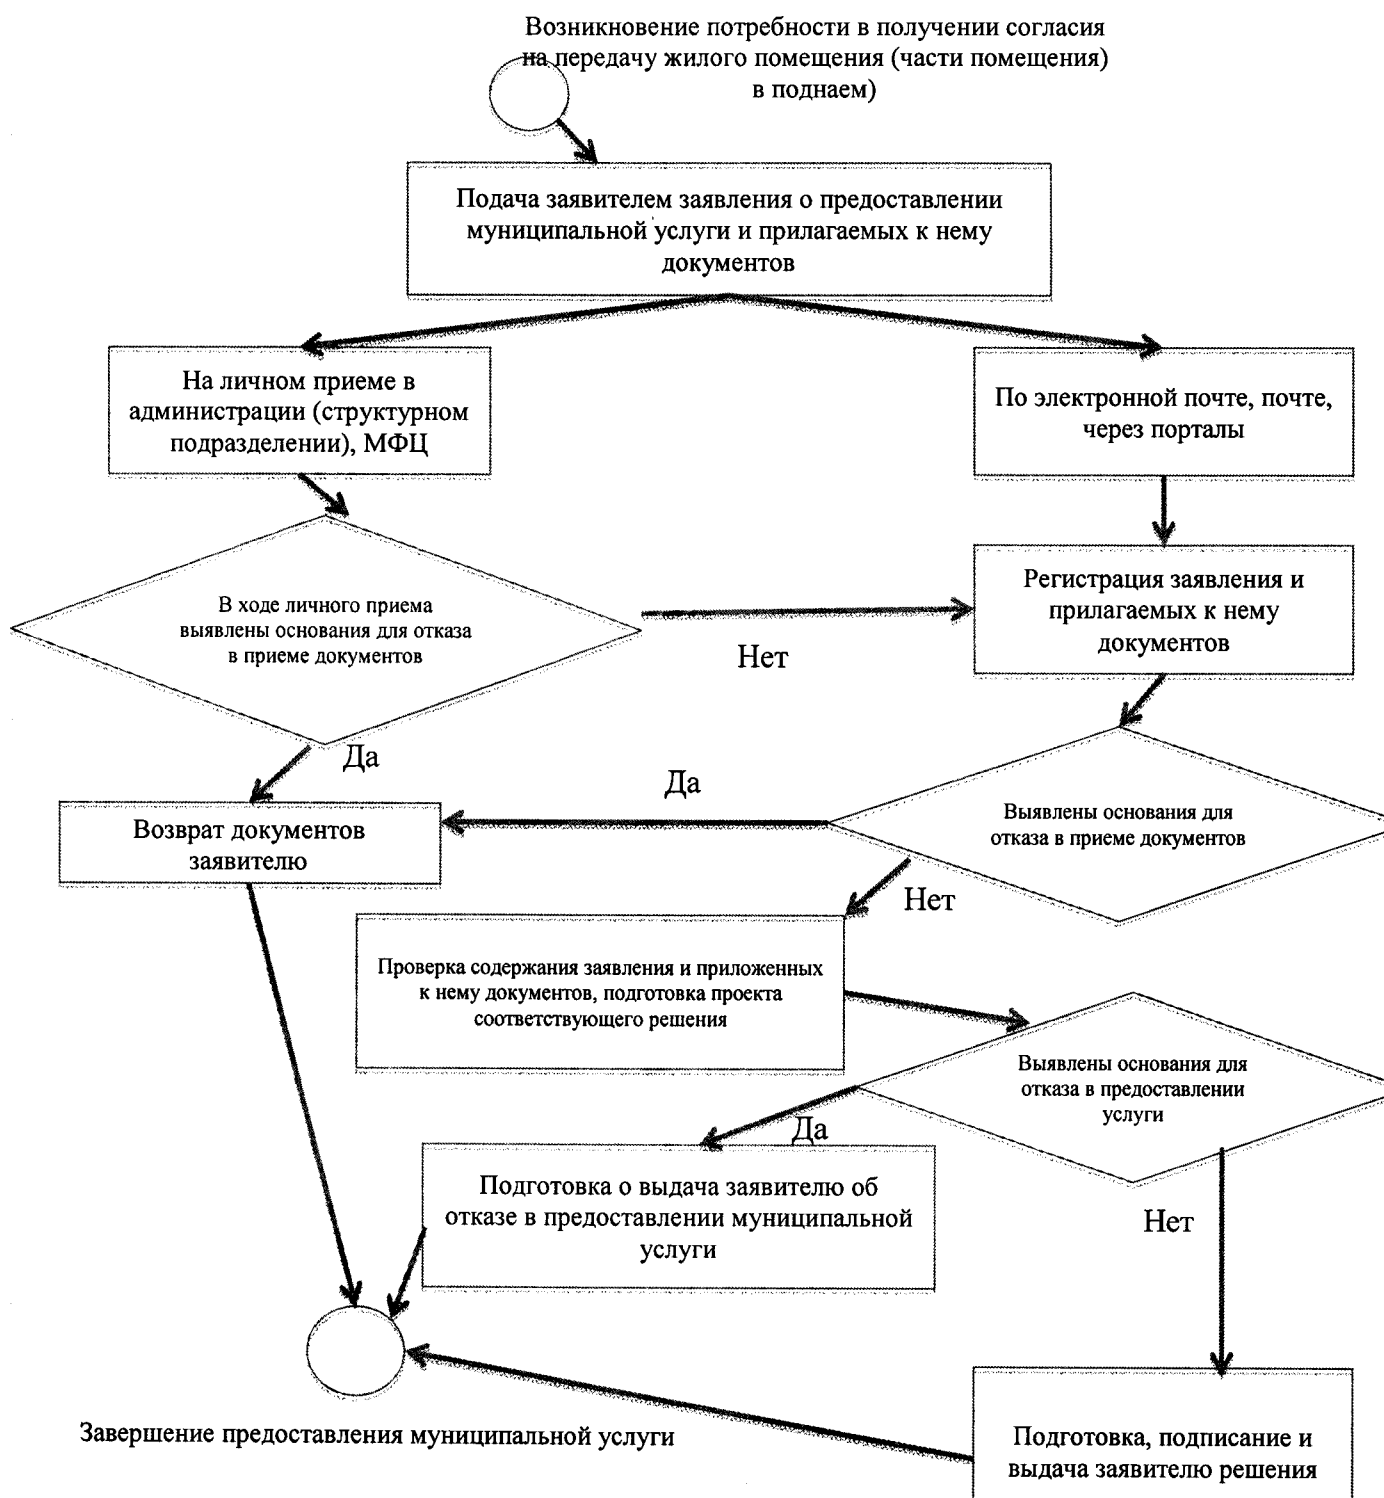 Возникновение потребности в получении согласия
на передачу жилого помещения (части помещения)
в поднаем)
Подача заявителем заявления о предоставлении
муниципальной услуги и прилагаемых к нему
документов
На личном приеме в
администрации (структурном
подразделении), МФЦ
По электронной почте, почте,
через порталы
В ходе личного приема
выявлены основания для отказа
в приеме документов
Нет
Регистрация заявления и
прилагаемых к нему
документов
Да
Да
Возврат документов
заявителю
Выявлены основания для
отказа в приеме документов
Нет
Проверка содержания заявления и приложенных
к нему документов, подготовка проекта
соответствующего решения
Выявлены основания для
отказа в предоставлении
услуги
Да
Подготовка о выдача заявителю об
отказе в предоставлении муниципальной
услуги
Нет
Завершение предоставления муниципальной услуги
Подготовка, подписание и
выдача заявителю решения